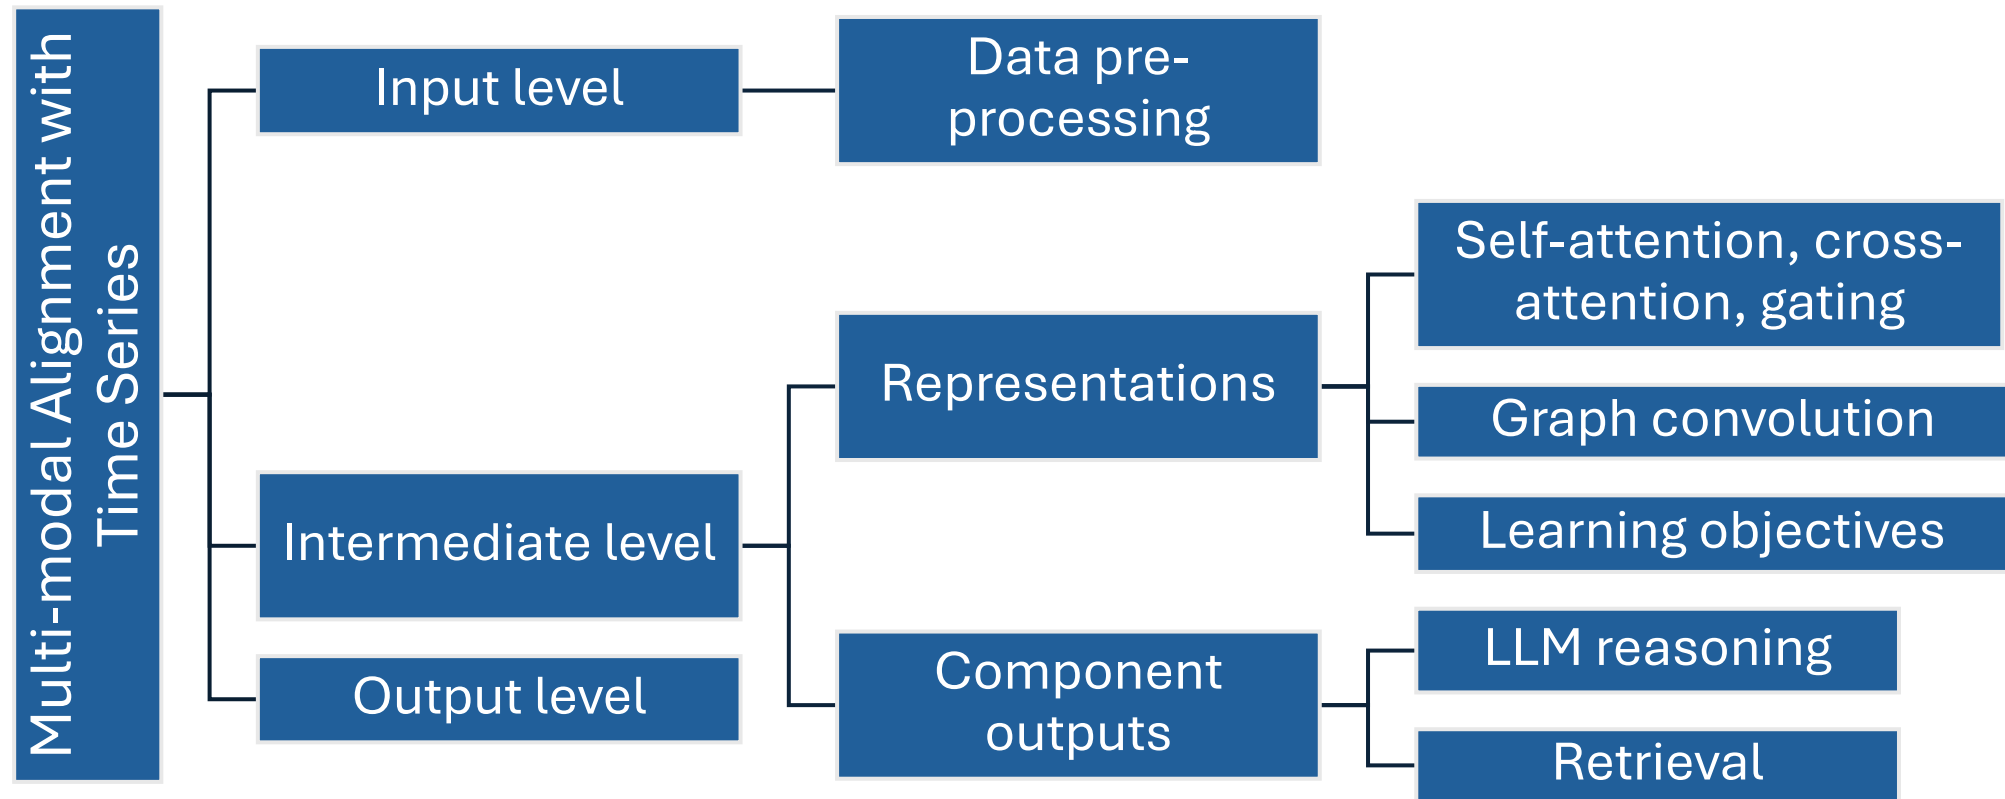 Multi-modal Alignment with
Time Series
Input level
Data pre-
processing
Intermediate level
Representations
Self-attention, cross-
attention, gating
Graph convolution
Learning objectives
Component
outputs
LLM reasoning
Retrieval
Output level